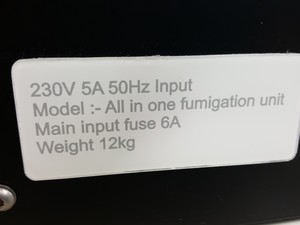 230V 5A 50Hz Input
Model :- All in one fumigation unit
Main input fuse 6A
Weight 12kg